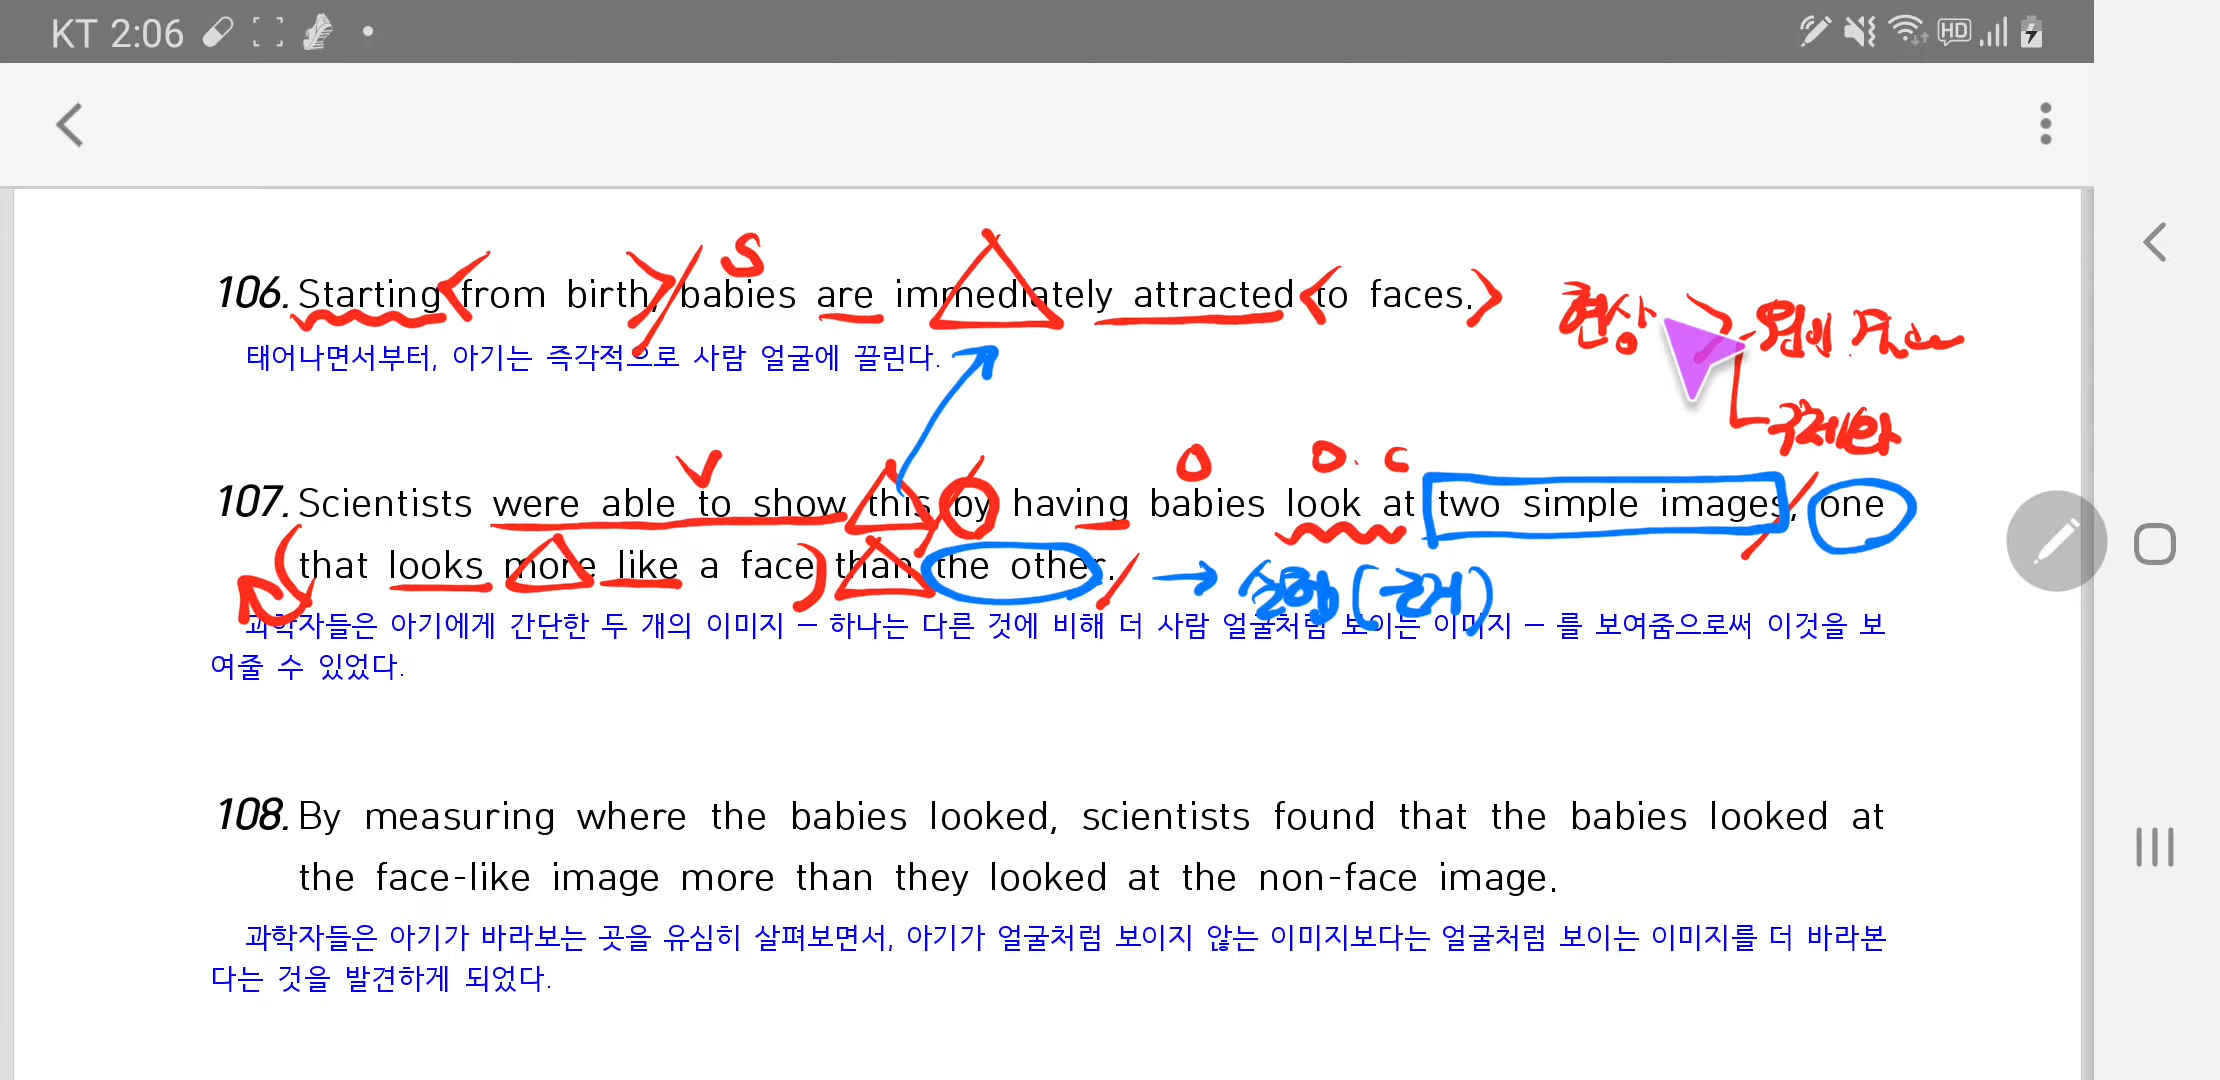 KT 2:06
HD
S
106. Starting from birth, babies are immediately attracted to faces.
현상
원인
구체화
태어나면서부터, 아기는 즉각적으로 사람 얼굴에 끌린다.
V O O.C
107. Scientists were able to show this by having babies look at two simple images, one
that looks more like a face than the other.
→ 실험 (근거)
과학자들은 아기에게 간단한 두 개의 이미지 – 하나는 다른 것에 비해 더 사람 얼굴처럼 보이는 이미지 – 를 보여줌으로써 이것을 보
여줄 수 있었다.
108. By measuring where the babies looked, scientists found that the babies looked at
the face-like image more than they looked at the non-face image.
과학자들은 아기가 바라보는 곳을 유심히 살펴보면서, 아기가 얼굴처럼 보이지 않는 이미지보다는 얼굴처럼 보이는 이미지를 더 바라본
다는 것을 발견하게 되었다.